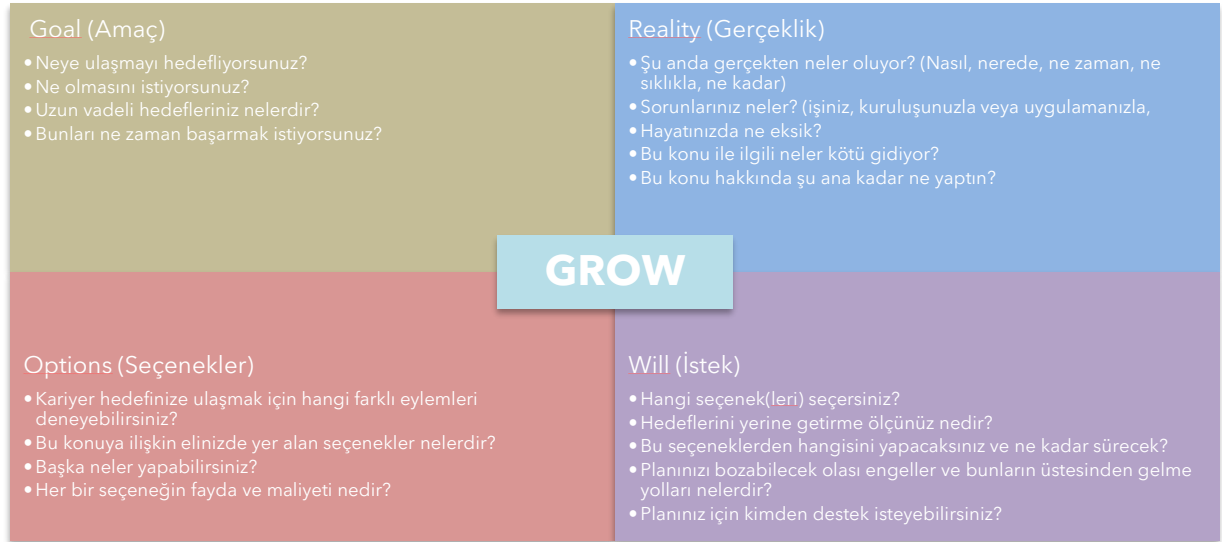 Goal (Amaç)
• Neye ulaşmayı hedefliyorsunuz?
• Ne olmasını istiyorsunuz?
• Uzun vadeli hedefleriniz nelerdir?
• Bunları ne zaman başarmak istiyorsunuz?
Reality (Gerçeklik)
• Şu anda gerçekten neler oluyor? (Nasıl, nerede, ne zaman, ne
sıklıkla, ne kadar)
• Sorunlarınız neler? (işiniz, kuruluşunuzla veya uygulamanızla,
• Hayatınızda ne eksik?
• Bu konu ile ilgili neler kötü gidiyor?
• Bu konu hakkında şu ana kadar ne yaptın?
GROW
Options (Seçenekler)
• Kariyer hedefinize ulaşmak için hangi farklı eylemleri
deneyebilirsiniz?
• Bu konuya ilişkin elinizde yer alan seçenekler nelerdir?
• Başka neler yapabilirsiniz?
• Her bir seçeneğin fayda ve maliyeti nedir?
Will (İstek)
• Hangi seçenek(leri) seçersiniz?
• Hedeflerini yerine getirme ölçünüz nedir?
• Bu seçeneklerden hangisini yapacaksınız ve ne kadar sürecek?
• Planınızı bozabilecek olası engeller ve bunların üstesinden gelme
yolları nelerdir?
• Planınız için kimden destek isteyebilirsiniz?